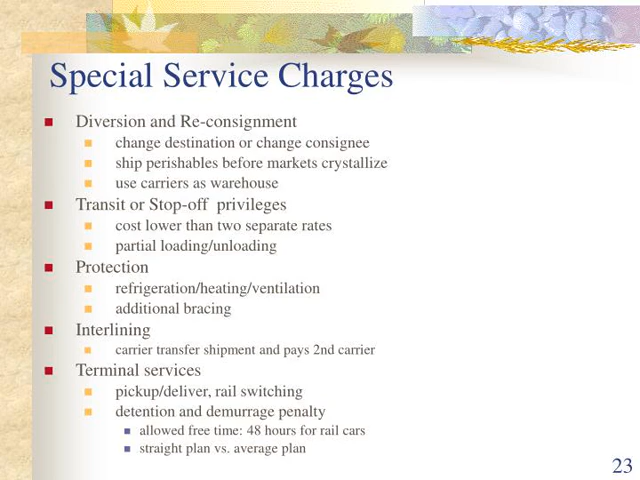 Special Service Charges
Diversion and Re-consignment
change destination or change consignee
ship perishables before markets crystallize
use carriers as warehouse
Transit or Stop-off  privileges
cost lower than two separate rates
partial loading/unloading
Protection
refrigeration/heating/ventilation
additional bracing
Interlining
carrier transfer shipment and pays 2nd carrier
Terminal services
pickup/deliver, rail switching
detention and demurrage penalty
allowed free time: 48 hours for rail cars
straight plan vs. average plan
23